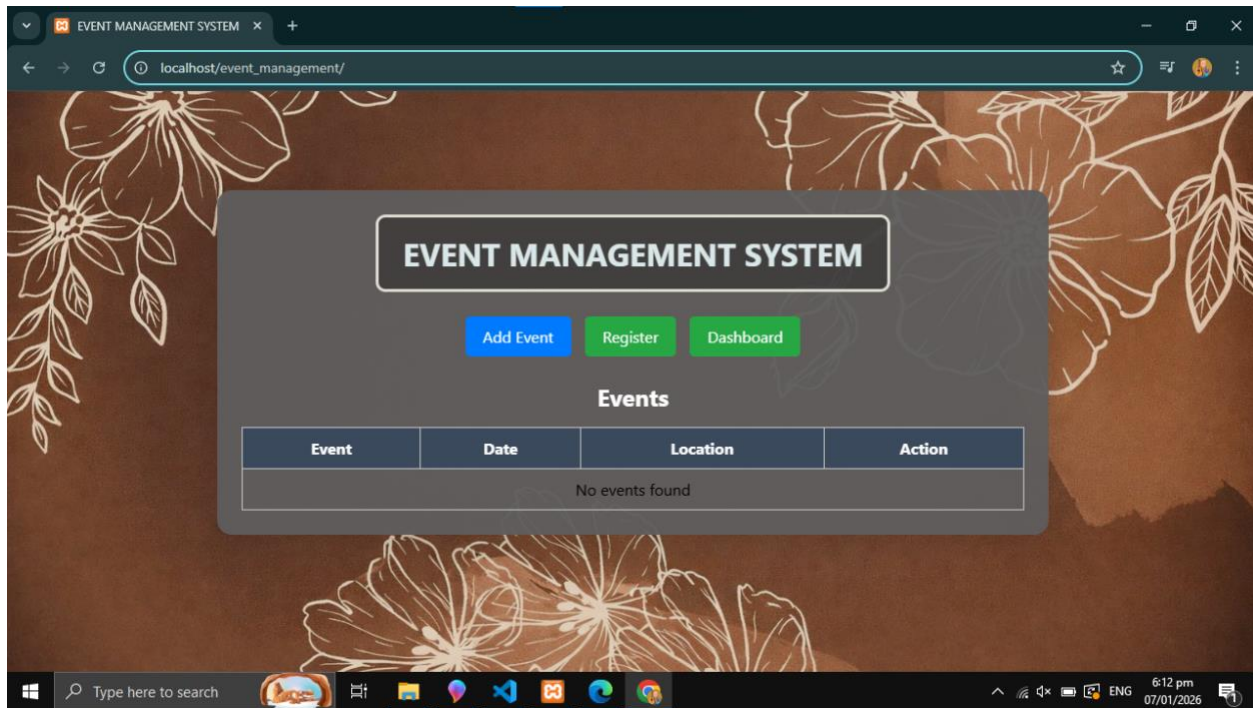 EVENT MANAGEMENT SYSTEM
localhost/event_management/
EVENT MANAGEMENT SYSTEM
Add Event Register Dashboard
Events
Event Date Location Action
No events found
Type here to search
ENG
6:12 pm
07/01/2026
1